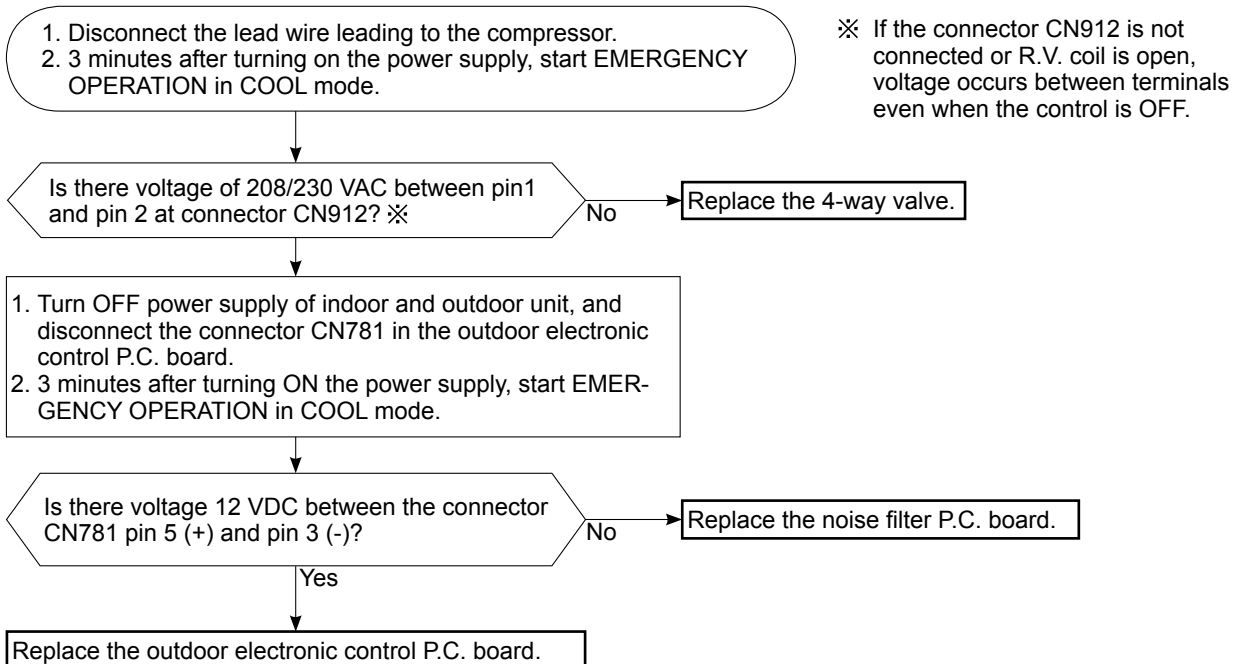 1. Disconnect the lead wire leading to the compressor.
2. 3 minutes after turning on the power supply, start EMERGENCY
OPERATION in COOL mode.
※ If the connector CN912 is not
connected or R.V. coil is open,
voltage occurs between terminals
even when the control is OFF.
Is there voltage of 208/230 VAC between pin1
and pin 2 at connector CN912? ※
No
Replace the 4-way valve.
1. Turn OFF power supply of indoor and outdoor unit, and
disconnect the connector CN781 in the outdoor electronic
control P.C. board.
2. 3 minutes after turning ON the power supply, start EMER-
GENCY OPERATION in COOL mode.
Is there voltage 12 VDC between the connector
CN781 pin 5 (+) and pin 3 (-)?
No
Replace the noise filter P.C. board.
Yes
Replace the outdoor electronic control P.C. board.